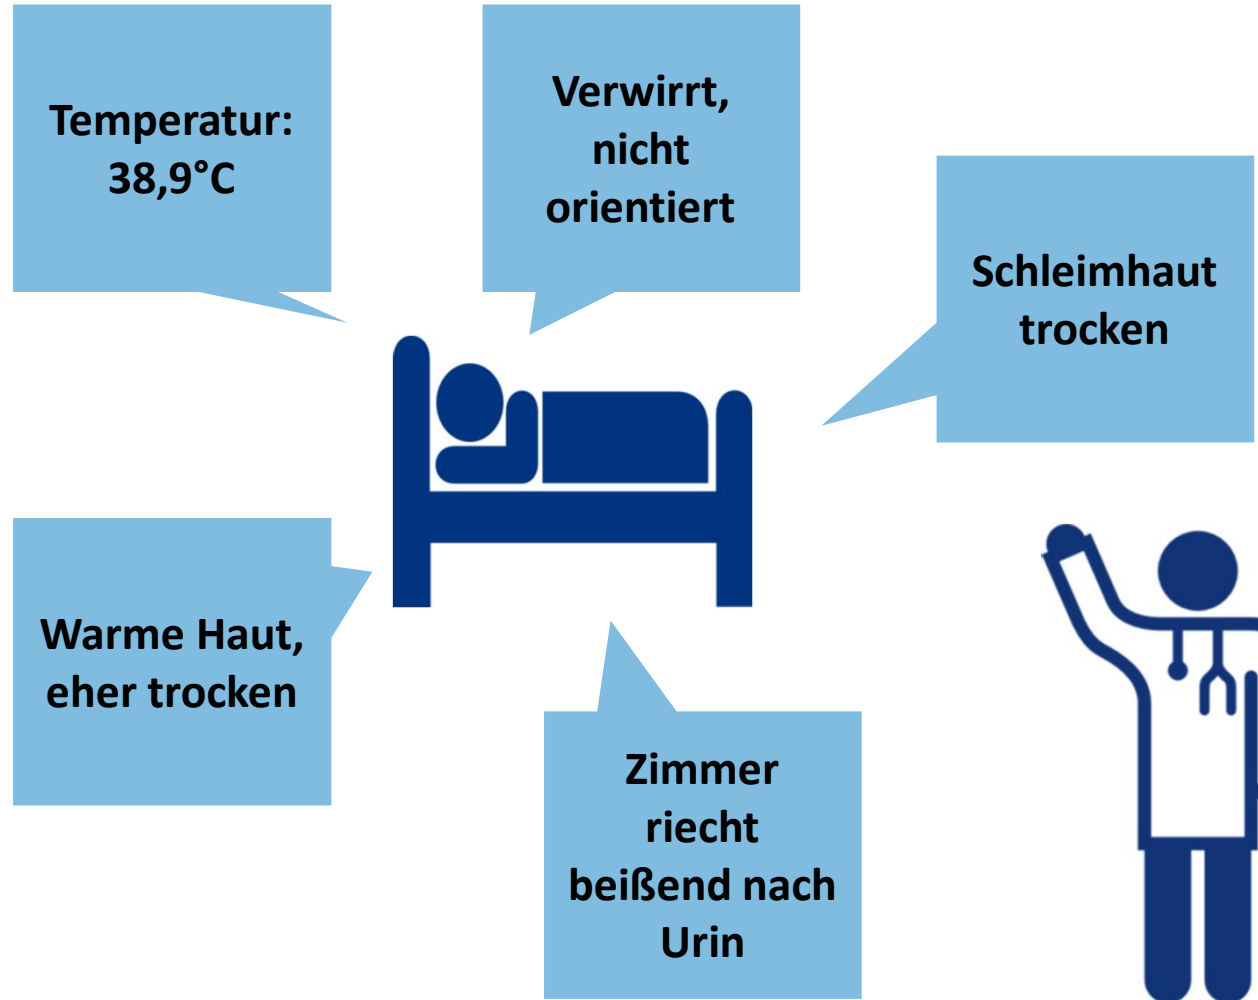 Temperatur:
38,9°C
Verwirrt,
nicht
orientiert
Schleimhaut
trocken
Warme Haut,
eher trocken
Zimmer
riecht
beißend nach
Urin